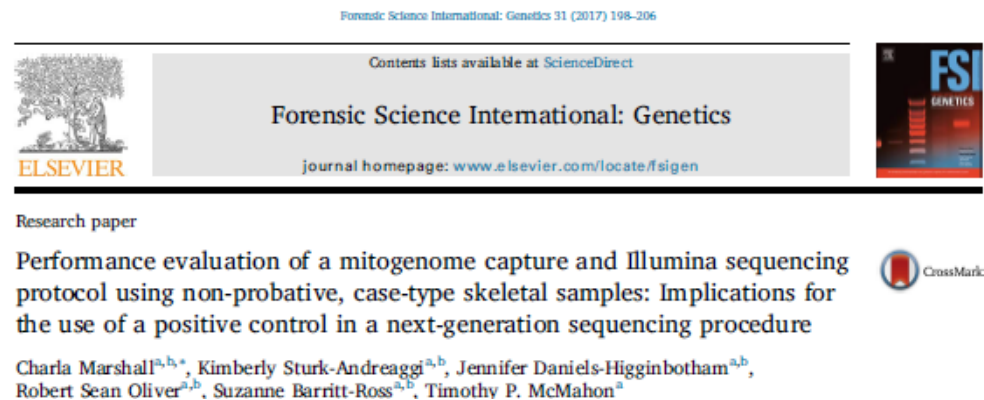 Forensic Science International: Genetics 31 (2017) 198–206
Contents lists available at ScienceDirect
Forensic Science International: Genetics
journal homepage: www.elsevier.com/locate/fsigen
ELSEVIER
FSI
GENETICS
Research paper
Performance evaluation of a mitogenome capture and Illumina sequencing
protocol using non-probative, case-type skeletal samples: Implications for
the use of a positive control in a next-generation sequencing procedure
CrossMark
Charla Marshall a,b,*, Kimberly Sturk-Andreaggi a,b, Jennifer Daniels-Higginbotham a,b,
Robert Sean Oliver a,b, Suzanne Barritt-Ross a,b, Timothy P. McMahon a